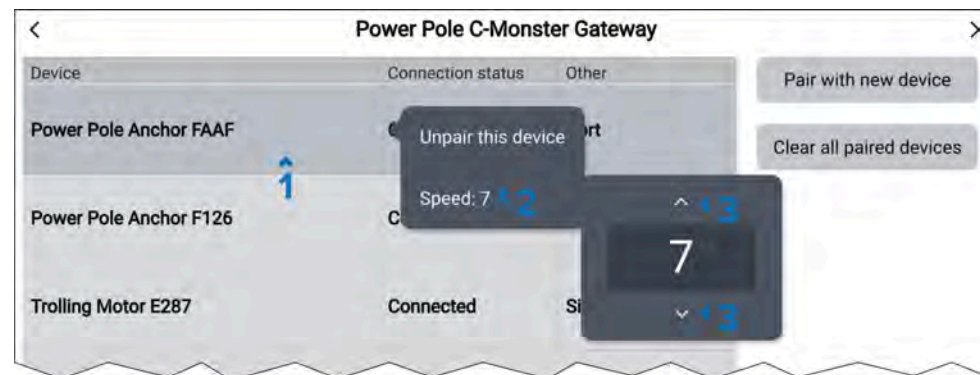 Power Pole C-Monster Gateway
Device Connection status Other
Pair with new device
Power Pole Anchor FAAF
Unpair this device
Clear all paired devices
1
Speed: 7 2
3
Power Pole Anchor F126
7
Trolling Motor E287 Connected
3